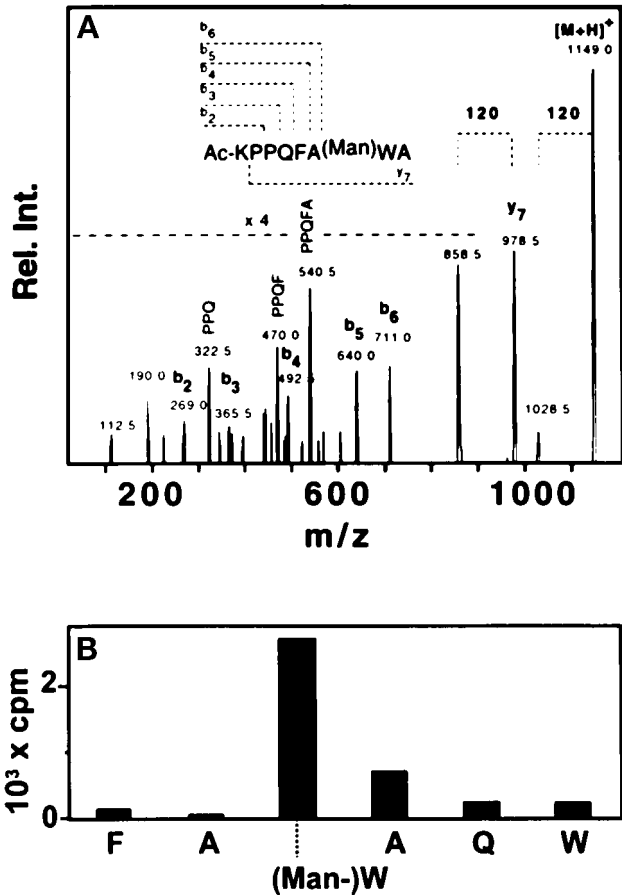 A
[M+H]+
1149 0
b6
b5
b4
b3
b2
120 120
Ac-KPPQFA(Man)WA
y7
x 4
PPQFA
y7
978 5
858 5
540 5
PPQF
PPQ
470 0
b6
711 0
b5
640 0
b4
492 5
322 5
190 0
b2
269 0
b3
365 5
112 5
1028 5
Rel. Int.
200 600 1000
m/z
B
10³ x cpm
2
0
F A A Q W
(Man-)W